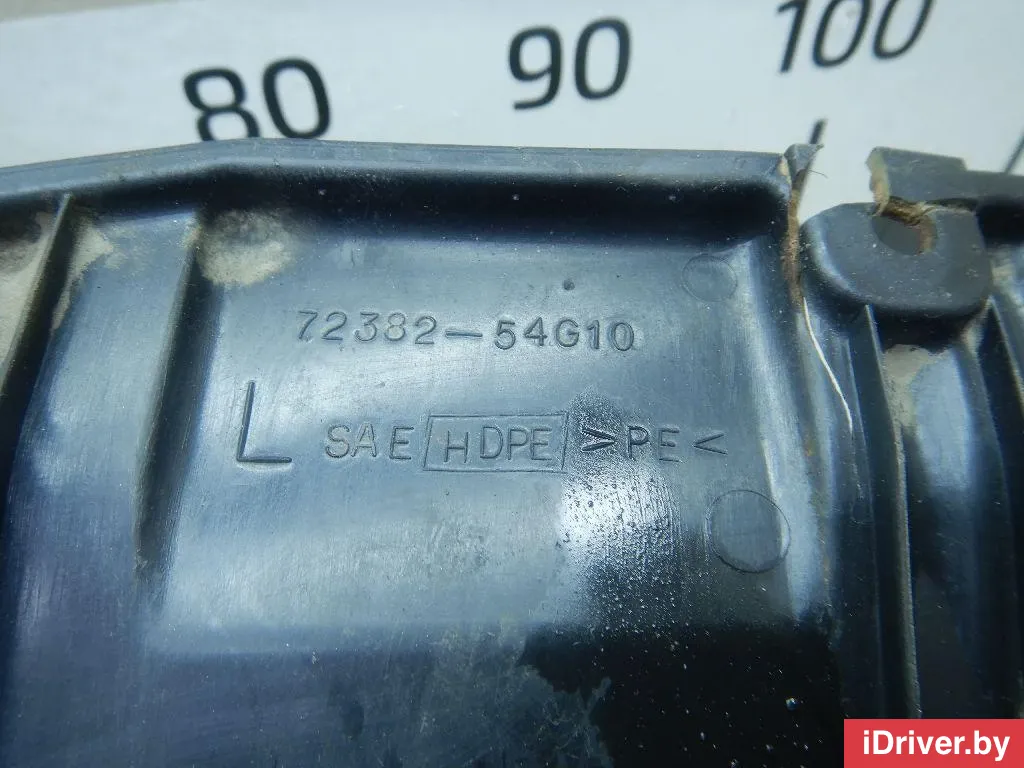 80 90 100
72382-54G10
L SAE HDPE >PE<
iDriver.by